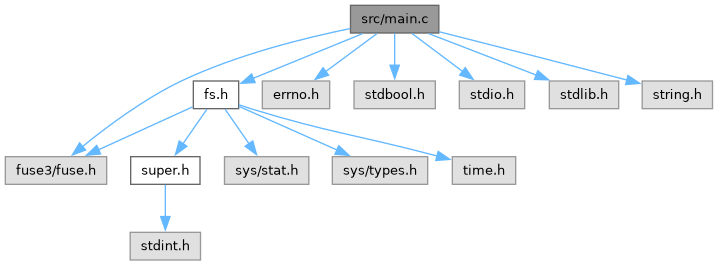 src/main.c
fs.h
errno.h
stdbool.h
stdio.h
stdlib.h
string.h
fuse3/fuse.h
super.h
sys/stat.h
sys/types.h
time.h
stdint.h